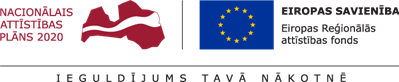 NACIONĀLAIS
ATTĪSTĪBAS
PLĀNS 2020
EIROPAS SAVIENĪBA
Eiropas Reģionālās
attīstības fonds
IEGULDĪJUMS TAVĀ NĀKOTNĒ